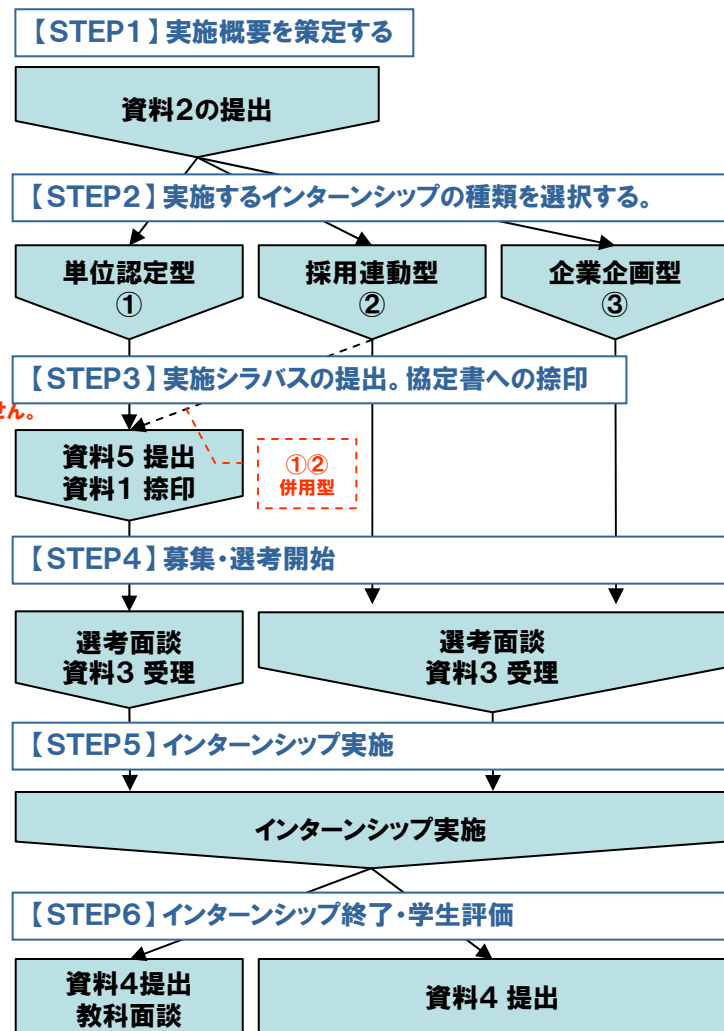 【STEP1】実施概要を策定する
資料2の提出
【STEP2】実施するインターンシップの種類を選択する。
単位認定型
①
採用連動型
②
企業企画型
③
【STEP3】実施シラバスの提出。協定書への捺印
せん。
資料5 提出
資料1 捺印
①②
併用型
【STEP4】募集・選考開始
選考面談
資料3 受理
選考面談
資料3 受理
【STEP5】インターンシップ実施
インターンシップ実施
【STEP6】インターンシップ終了・学生評価
資料4提出
教科面談
資料4 提出